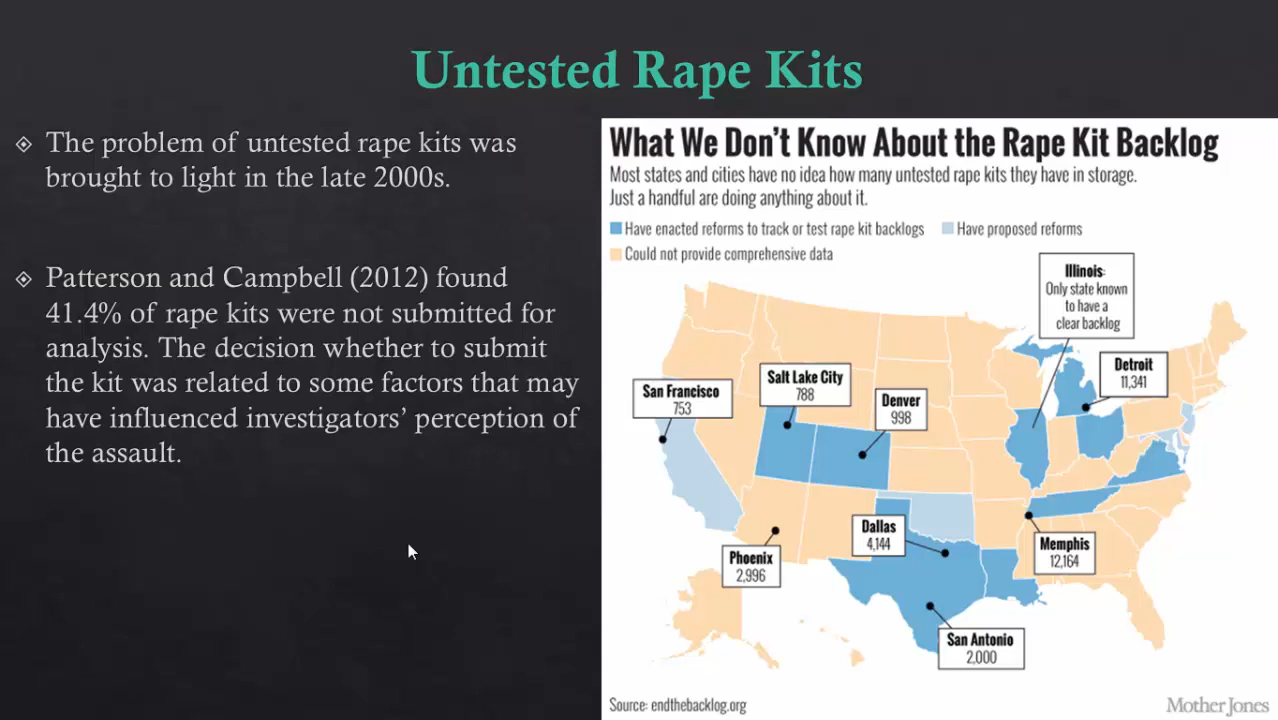 Untested Rape Kits
The problem of untested rape kits was
brought to light in the late 2000s.
Patterson and Campbell (2012) found
41.4% of rape kits were not submitted for
analysis. The decision whether to submit
the kit was related to some factors that may
have influenced investigators’ perception of
the assault.
What We Don’t Know About the Rape Kit Backlog
Most states and cities have no idea how many untested rape kits they have in storage.
Just a handful are doing anything about it.
Have enacted reforms to track or test rape kit backlogs
Have proposed reforms
Could not provide comprehensive data
Illinois:
Only state known
to have a
clear backlog
Detroit
11,341
Salt Lake City
788
San Francisco
753
Denver
998
Dallas
4,144
Memphis
12,164
Phoenix
2,996
San Antonio
2,000
Source: endthebacklog.org
Mother Jones